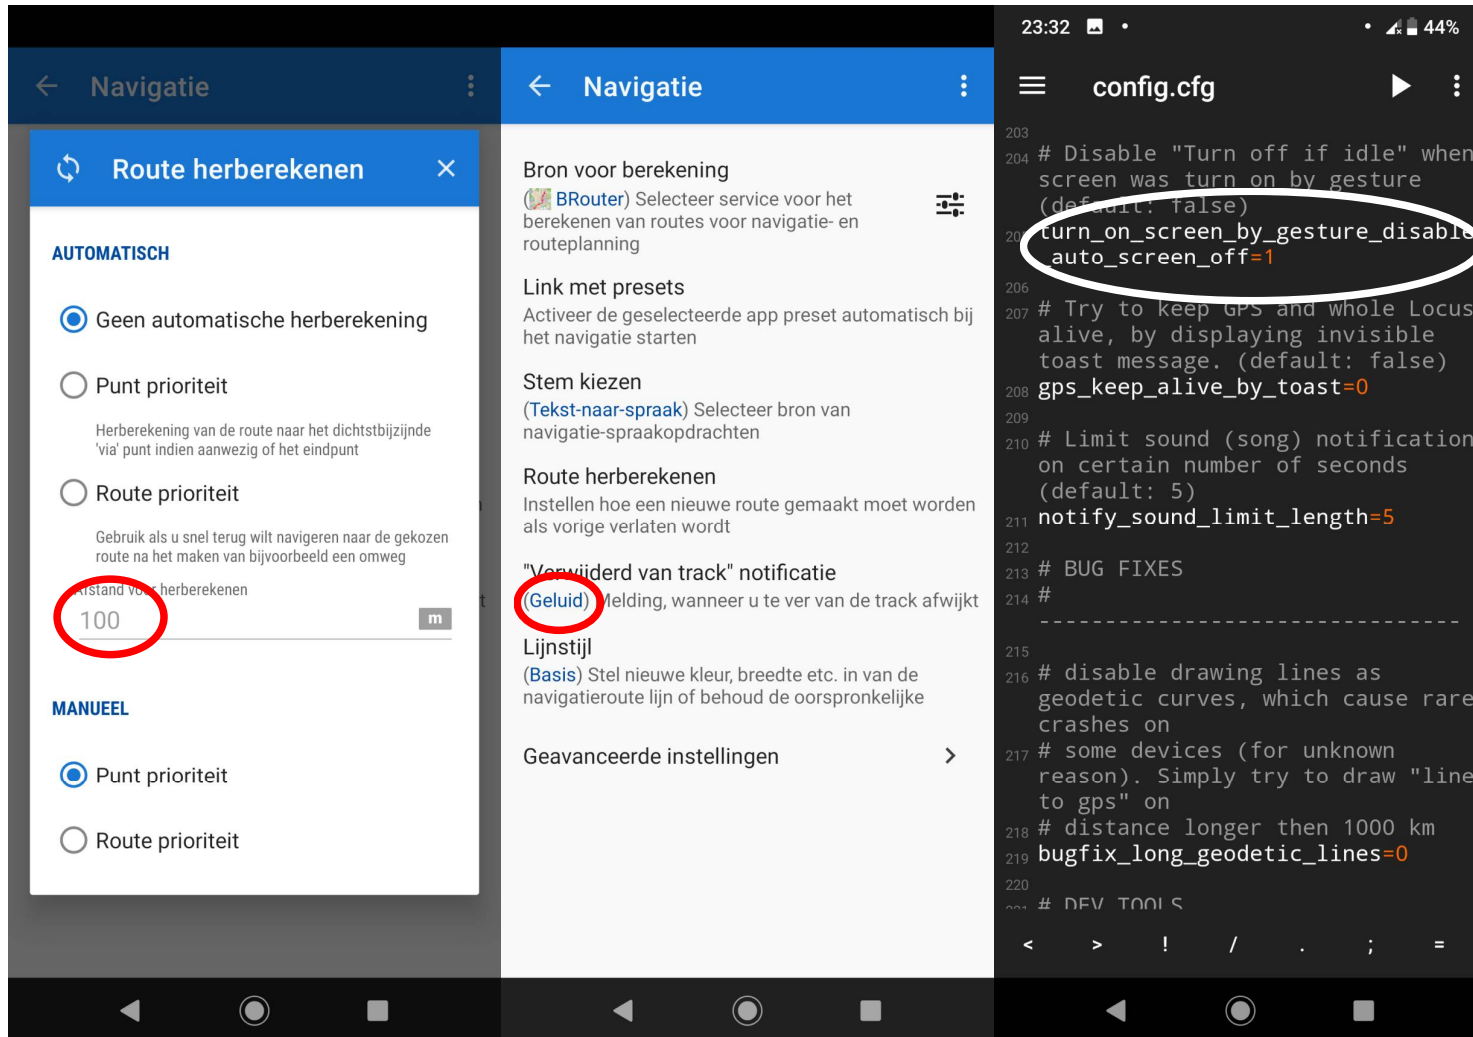 Navigatie
Route herberekenen
AUTOMATISCH
Geen automatische herberekening
Punt prioriteit
Herberekening van de route naar het dichtstbijzijnde
'via' punt indien aanwezig of het eindpunt
Route prioriteit
Gebruik als u snel terug wilt navigeren naar de gekozen
route na het maken van bijvoorbeeld een omweg
Afstand voor herberekenen
100
m
MANUEEL
Punt prioriteit
Route prioriteit
Navigatie
Bron voor berekening
(BRouter) Selecteer service voor het
berekenen van routes voor navigatie- en
routeplanning
Link met presets
Activeer de geselecteerde app preset automatisch bij
het navigatie starten
Stem kiezen
(Tekst-naar-spraak) Selecteer bron van
navigatie-spraakopdrachten
Route herberekenen
Instellen hoe een nieuwe route gemaakt moet worden
als vorige verlaten wordt
"Verwijderd van track" notificatie
(Geluid) Melding, wanneer u te ver van de track afwijkt
Lijnstijl
(Basis) Stel nieuwe kleur, breedte etc. in van de
navigatieroute lijn of behoud de oorspronkelijke
Geavanceerde instellingen
23:32 44%
config.cfg
203
204 # Disable "Turn off if idle" when
screen was turn on by gesture
(default: false)
205 turn_on_screen_by_gesture_disable
_auto_screen_off=1
206
207 # Try to keep GPS and whole Locus
alive, by displaying invisible
toast message. (default: false)
208 gps_keep_alive_by_toast=0
209
210 # Limit sound (song) notification
on certain number of seconds
(default: 5)
211 notify_sound_limit_length=5
212
213 # BUG FIXES
214 #
--------------------------------
215
216 # disable drawing lines as
geodetic curves, which cause rare
crashes on
217 # some devices (for unknown
reason). Simply try to draw "line
to gps" on
218 # distance longer then 1000 km
219 bugfix_long_geodetic_lines=0
220
221 # DEV TOOLS
< > ! / . ; =